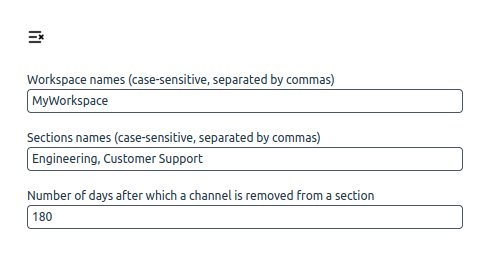 Workspace names (case-sensitive, separated by commas)
MyWorkspace
Sections names (case-sensitive, separated by commas)
Engineering, Customer Support
Number of days after which a channel is removed from a section
180